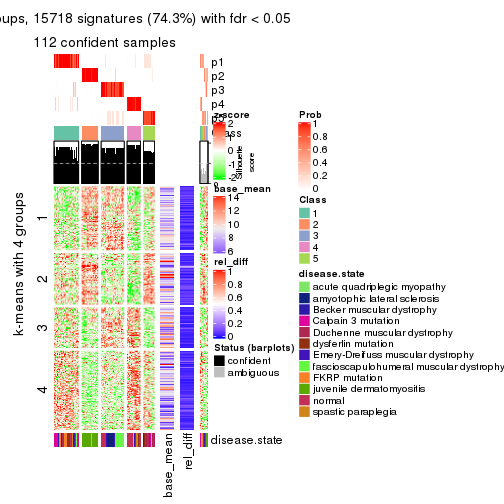 oups, 15718 signatures (74.3%) with fdr < 0.05
112 confident samples
p1
p2
p3
p4
p5
Class
Silhouette
score
k-means with 4 groups
1
2
3
4
base_mean
rel_diff
disease.state
z-score
2
1
0
-1
-2
base_mean
14
12
10
8
6
rel_diff
1
0.8
0.6
0.4
0.2
0
Status (barplots)
confident
ambiguous
Prob
1
0.8
0.6
0.4
0.2
0
Class
1
2
3
4
5
disease.state
acute quadriplegic myopathy
amyotophic lateral sclerosis
Becker muscular dystrophy
Calpain 3 mutation
Duchenne muscular dystrophy
dysferlin mutation
Emery-Dreifuss muscular dystrophy
fascioscapulohumeral muscular dystrophy
FKRP mutation
juvenile dermatomyositis
normal
spastic paraplegia